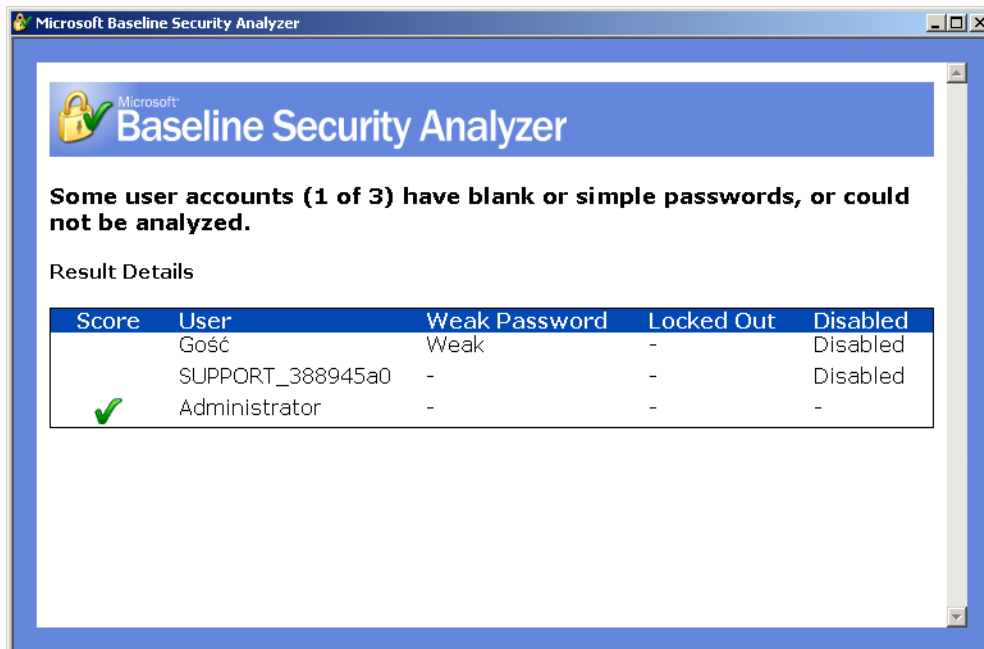 Microsoft Baseline Security Analyzer
Microsoft
Baseline Security Analyzer
Some user accounts (1 of 3) have blank or simple passwords, or could
not be analyzed.
Result Details
Score User Weak Password Locked Out Disabled
Gość Weak - Disabled
SUPPORT_388945a0 - - Disabled
Administrator - - -